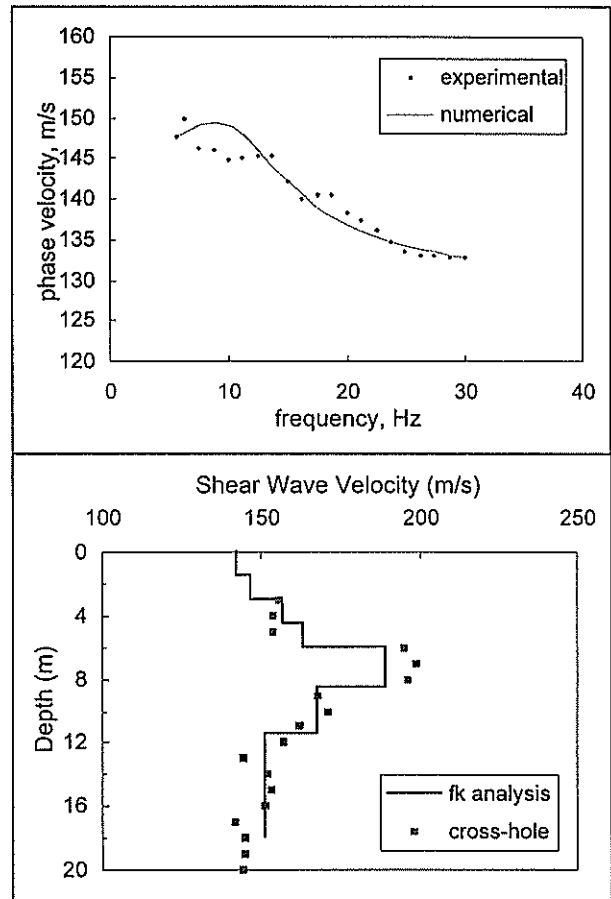 160
155
150
145
140
135
130
125
120
phase velocity, m/s
experimental
numerical
0 10 20 30 40
frequency, Hz
Shear Wave Velocity (m/s)
100 150 200 250
0
4
8
12
16
20
Depth (m)
fk analysis
cross-hole